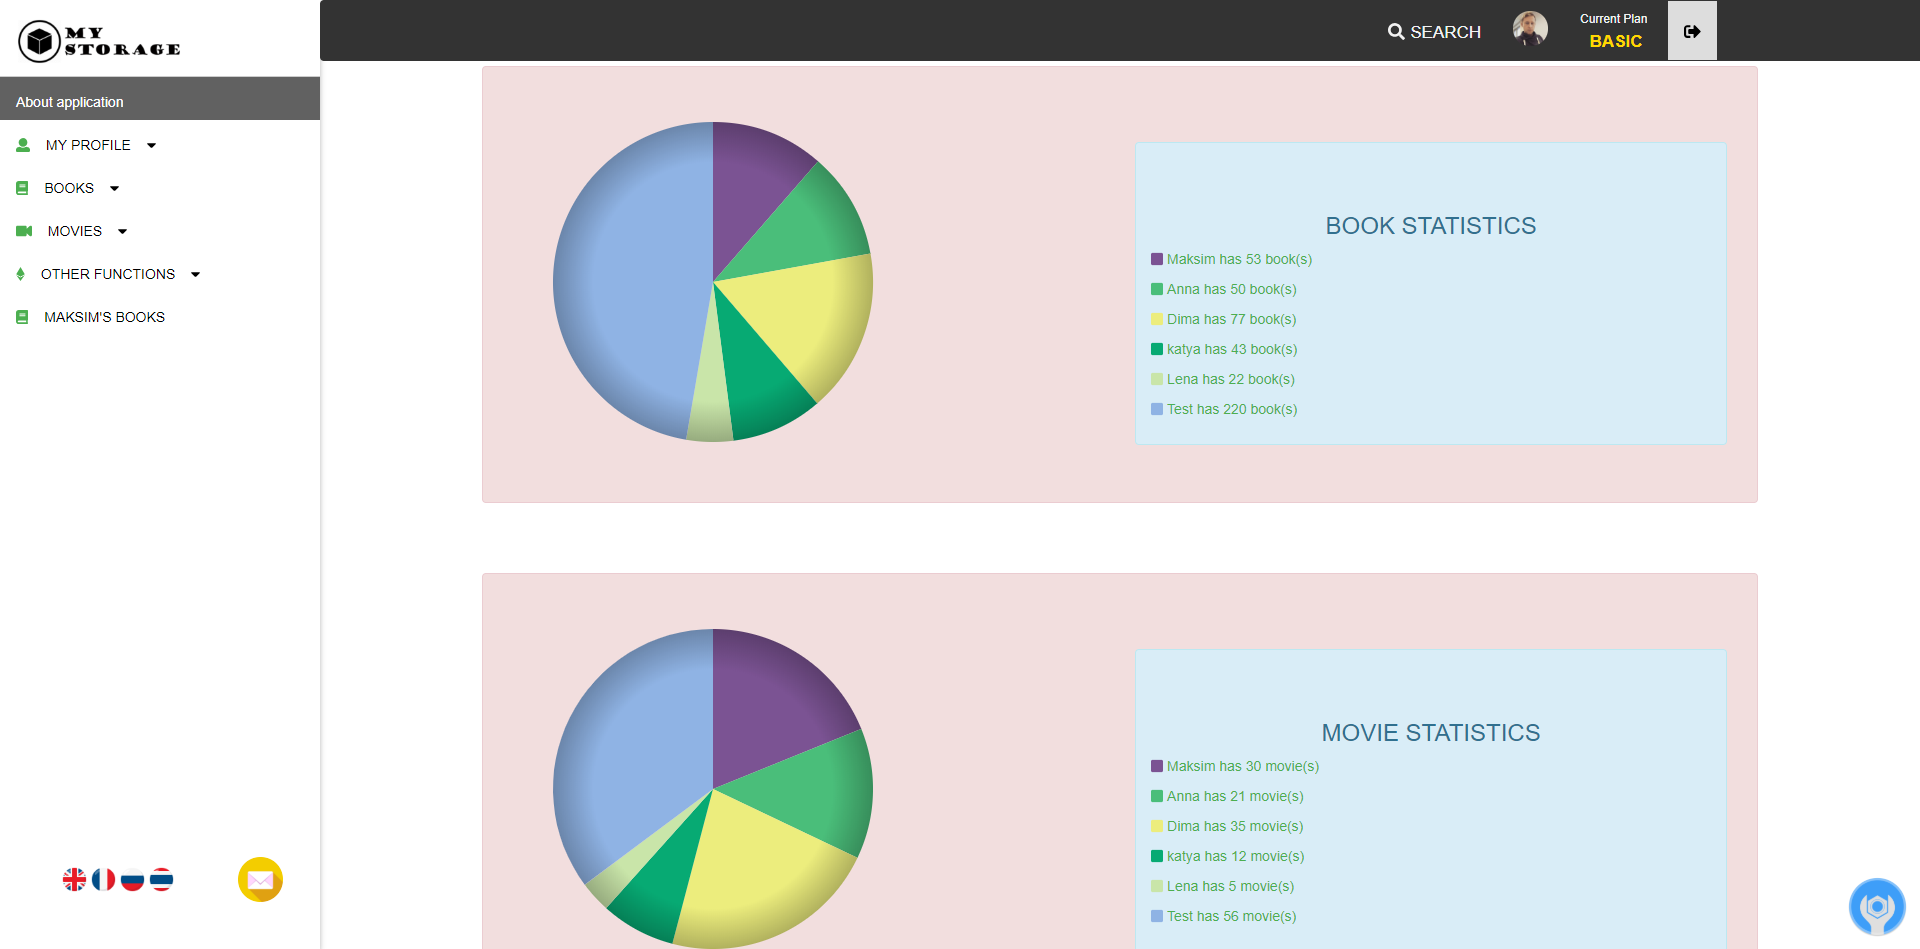 MY
STORAGE
SEARCH
Current Plan
BASIC
About application
MY PROFILE
BOOKS
MOVIES
OTHER FUNCTIONS
MAKSIM'S BOOKS
BOOK STATISTICS
Maksim has 53 book(s)
Anna has 50 book(s)
Dima has 77 book(s)
katya has 43 book(s)
Lena has 22 book(s)
Test has 220 book(s)
MOVIE STATISTICS
Maksim has 30 movie(s)
Anna has 21 movie(s)
Dima has 35 movie(s)
katya has 12 movie(s)
Lena has 5 movie(s)
Test has 56 movie(s)